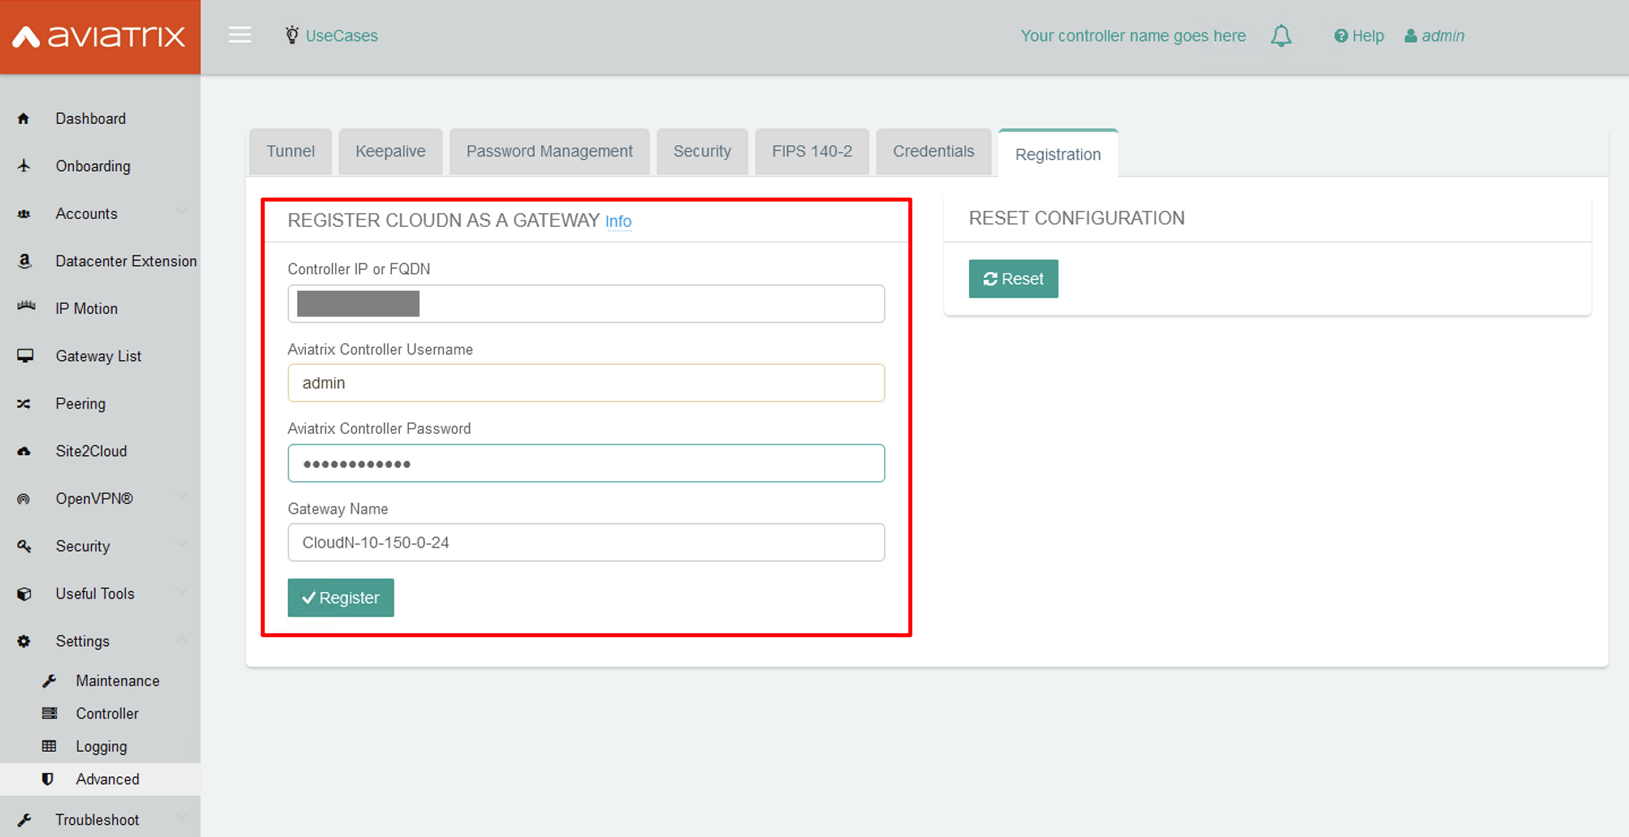 AVIATRIX
UseCases
Your controller name goes here
Help
admin
Dashboard
Onboarding
Accounts
Datacenter Extension
IP Motion
Gateway List
Peering
Site2Cloud
OpenVPN®
Security
Useful Tools
Settings
Maintenance
Controller
Logging
Advanced
Troubleshoot
Tunnel
Keepalive
Password Management
Security
FIPS 140-2
Credentials
Registration
REGISTER CLOUDN AS A GATEWAY Info
Controller IP or FQDN
Aviatrix Controller Username
admin
Aviatrix Controller Password
••••••••••••
Gateway Name
CloudN-10-150-0-24
Register
RESET CONFIGURATION
Reset